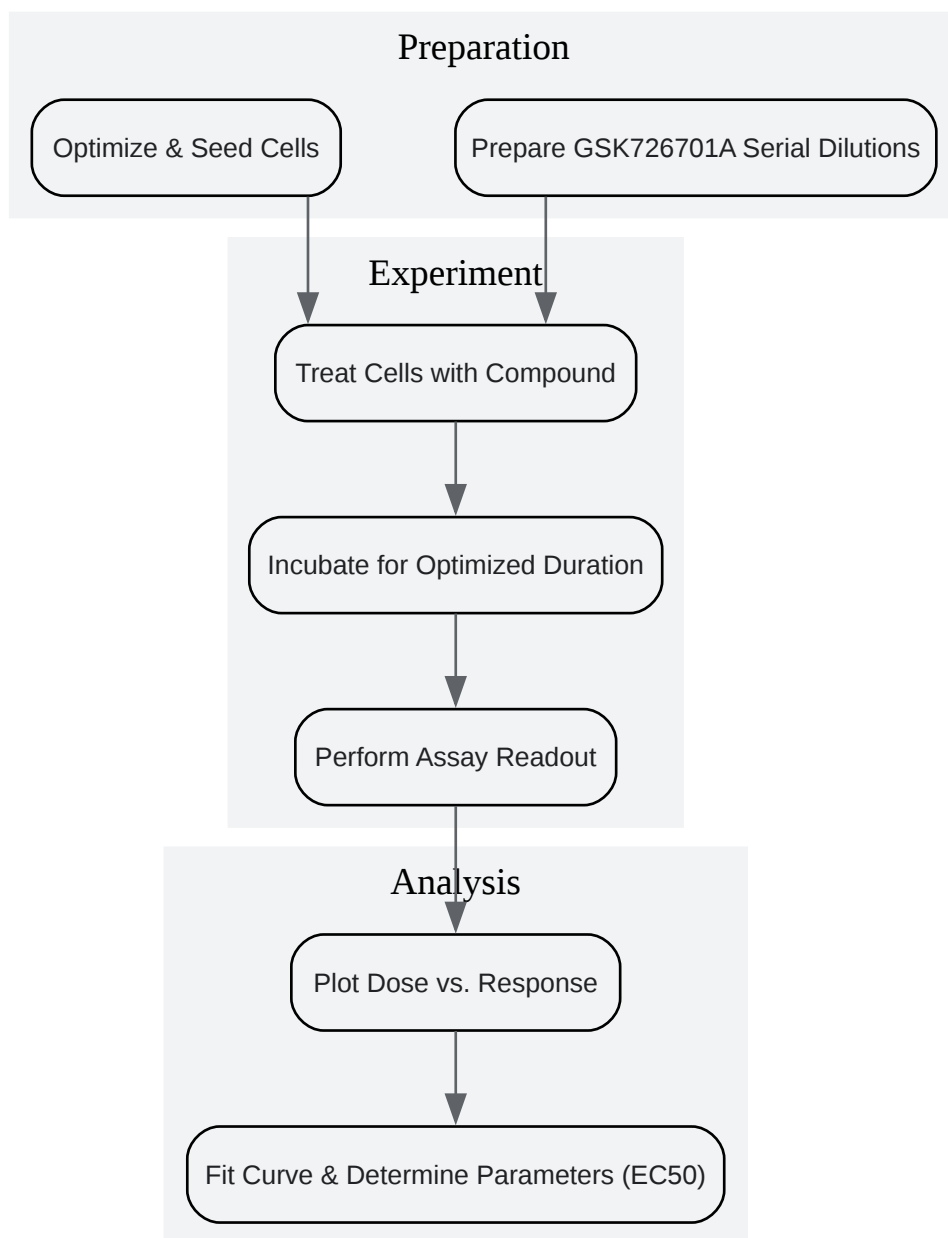 Preparation
Optimize & Seed Cells
Prepare GSK726701A Serial Dilutions
Experiment
Treat Cells with Compound
Incubate for Optimized Duration
Perform Assay Readout
Analysis
Plot Dose vs. Response
Fit Curve & Determine Parameters (EC50)